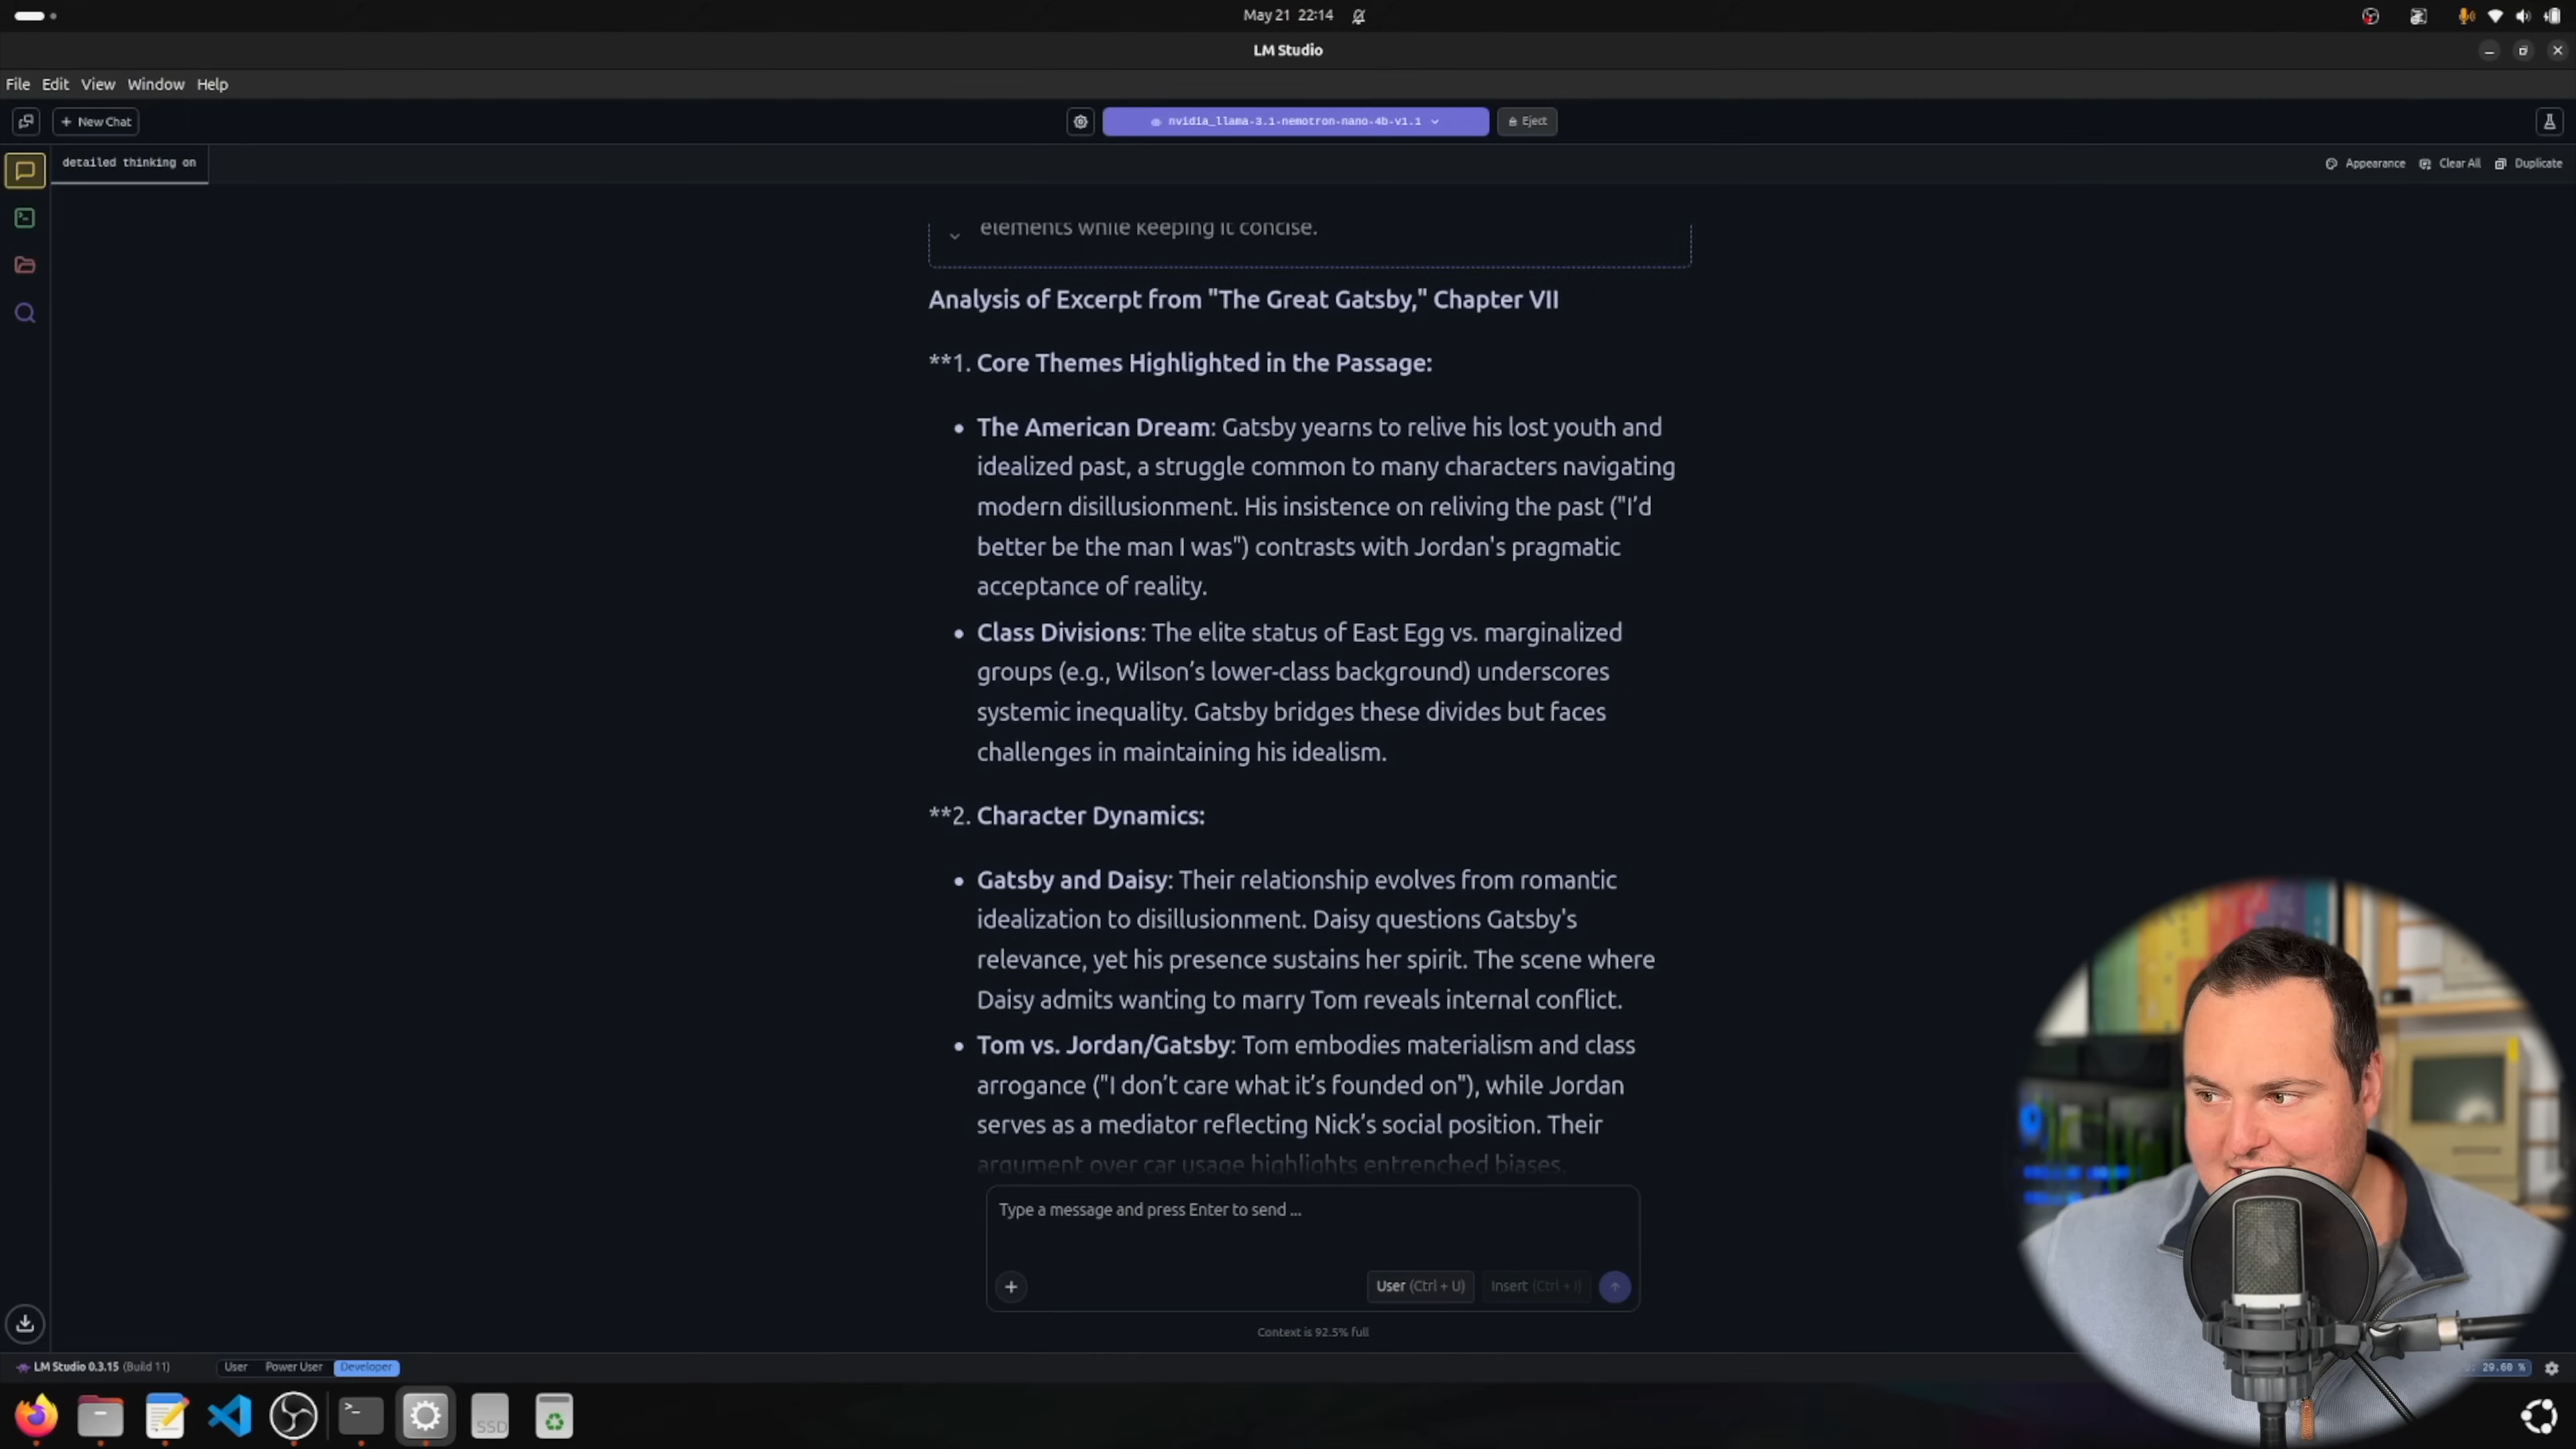 May 21 22:14
LM Studio
File Edit View Window Help
+ New Chat
nvidia_llama-3.1-nemotron-nano-4b-v1.1
Eject
detailed thinking on
Appearance Clear All Duplicate
elements while keeping it concise.
Analysis of Excerpt from "The Great Gatsby," Chapter VII
**1. Core Themes Highlighted in the Passage:
• The American Dream: Gatsby yearns to relive his lost youth and
idealized past, a struggle common to many characters navigating
modern disillusionment. His insistence on reliving the past ("I’d
better be the man I was") contrasts with Jordan's pragmatic
acceptance of reality.
• Class Divisions: The elite status of East Egg vs. marginalized
groups (e.g., Wilson’s lower-class background) underscores
systemic inequality. Gatsby bridges these divides but faces
challenges in maintaining his idealism.
**2. Character Dynamics:
• Gatsby and Daisy: Their relationship evolves from romantic
idealization to disillusionment. Daisy questions Gatsby's
relevance, yet his presence sustains her spirit. The scene where
Daisy admits wanting to marry Tom reveals internal conflict.
• Tom vs. Jordan/Gatsby: Tom embodies materialism and class
arrogance ("I don’t care what it’s founded on"), while Jordan
serves as a mediator reflecting Nick’s social position. Their
argument over car usage highlights entrenched biases.
Type a message and press Enter to send ...
User (Ctrl + U) Insert (Ctrl + I)
Context is 92.5% full
LM Studio 0.3.15 (Build 11)
User Power User Developer
29.60 %
SSD